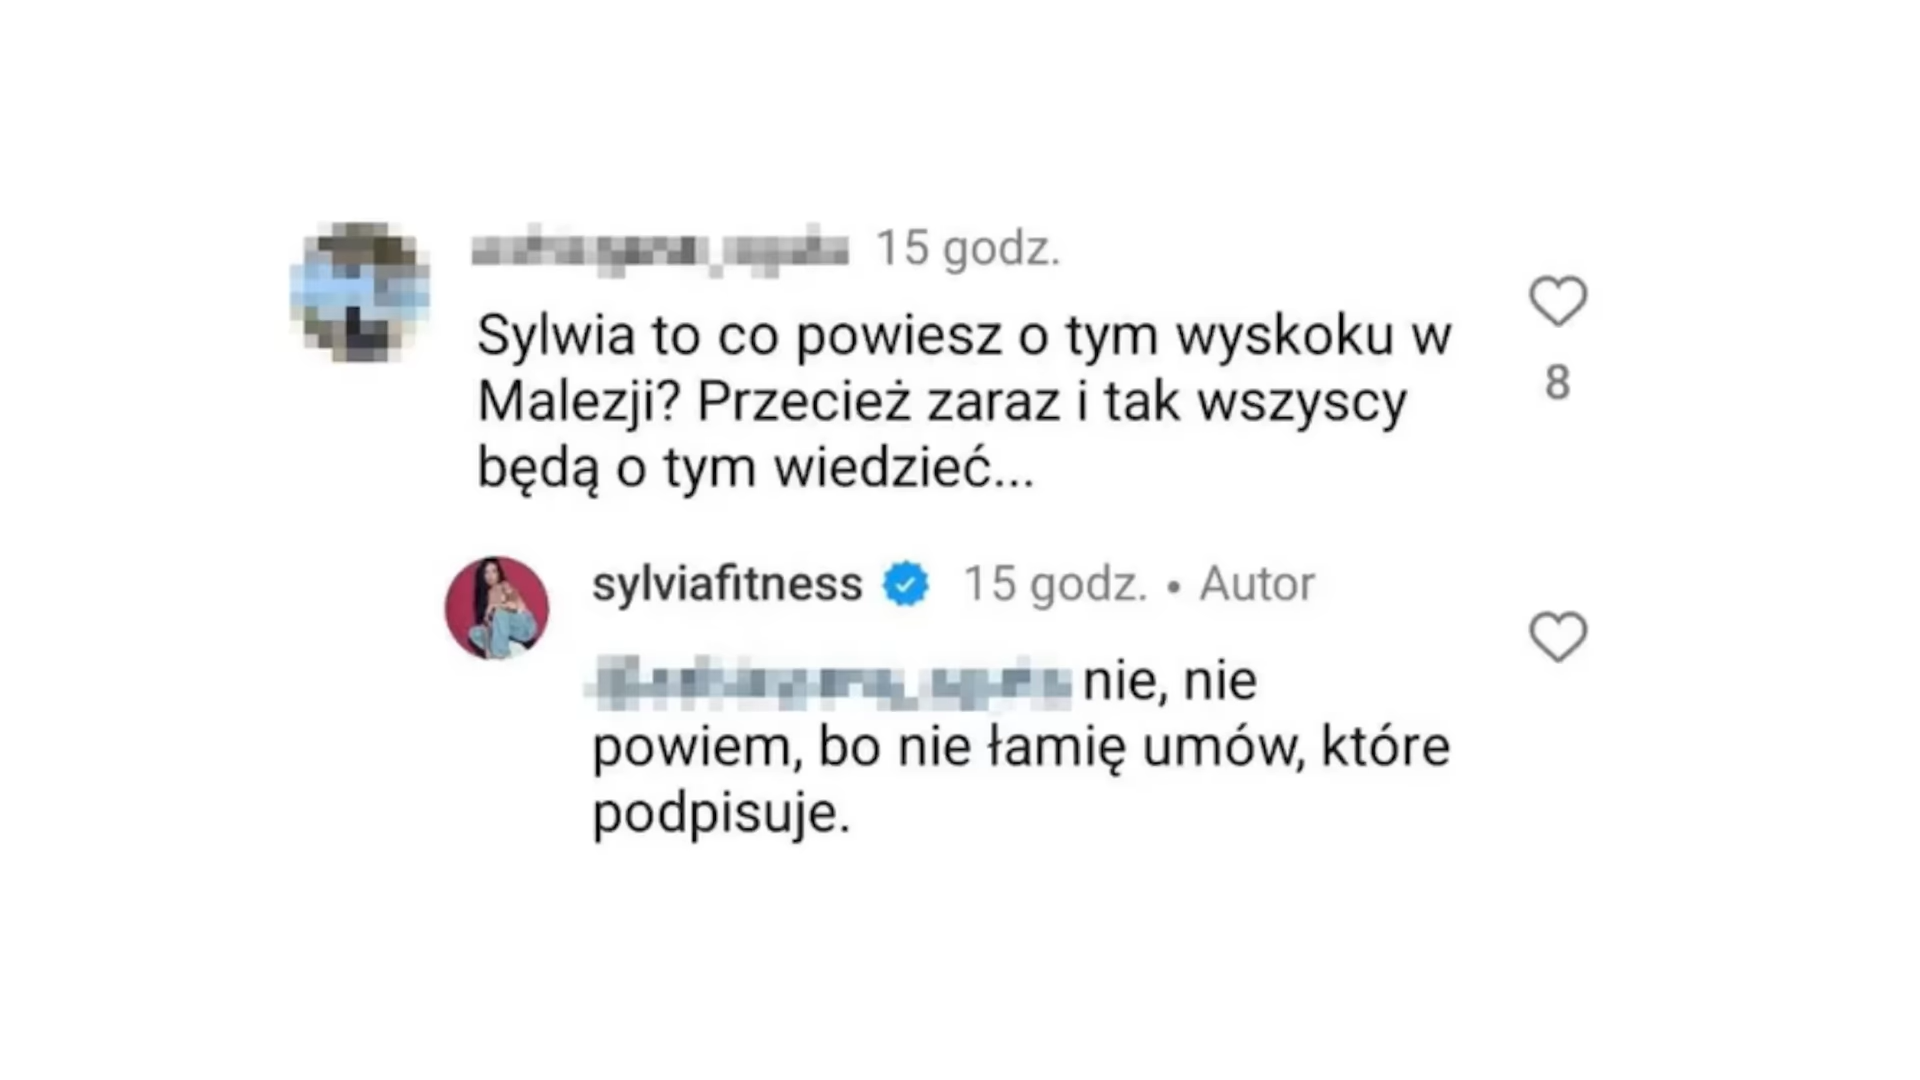 15 godz.
Sylwia to co powiesz o tym wyskoku w
Malezji? Przecież zaraz i tak wszyscy
będą o tym wiedzieć...
8
sylviafitness 15 godz. • Autor
nie, nie
powiem, bo nie łamię umów, które
podpisuje.